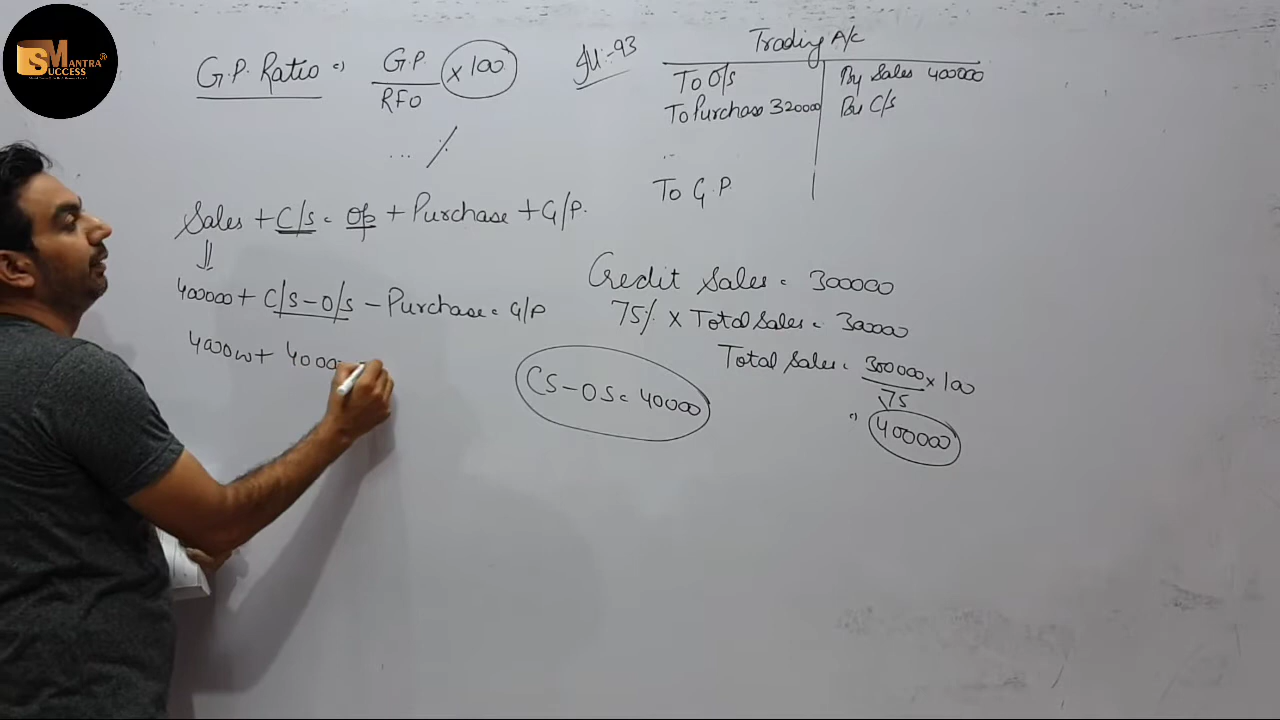 SMANTRA®
SUCCESS
G.P. Ratio => G.P. / RFO × 100
... %
Ill:-93
Trading A/c
To O/s By Sales 400000
To Purchase 320000 By C/s
..
To G.P.
Sales + C/s = Op + Purchase + G/P.
⇓
400000 + C/S - O/S - Purchase = G/P
400000 + 40000
CS - OS = 40000
Credit Sales = 300000
75% × Total Sales = 300000
Total Sales = 300000 / 75 × 100
=> 400000